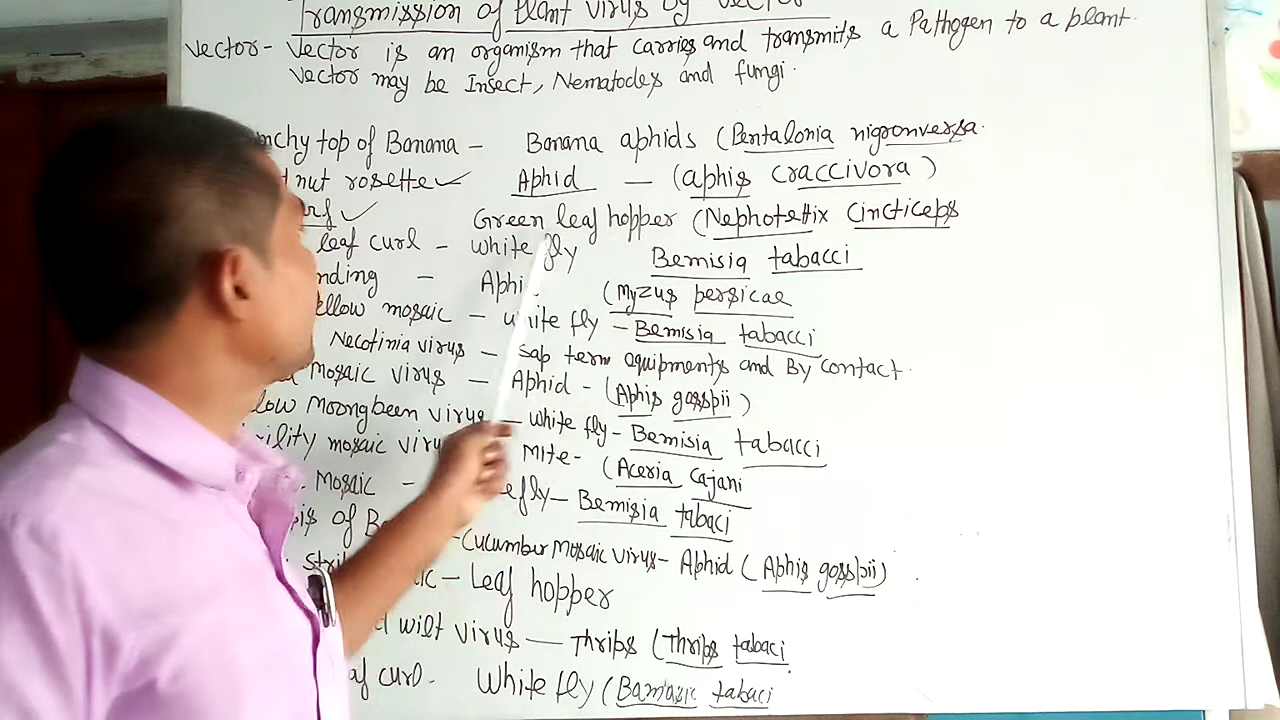 Transmission of Plant virus by vector
Vector- Vector is an organism that carries and transmits a Pathogen to a plant.
Vector may be Insect, Nematodes and fungi.
nchy top of Banana - Banana aphids (Pentalonia nigronversa.
nut rosette ✓ Aphid - (aphis craccivora)
✓ Green leaf hopper (Nephotettix Cincticeps
leaf curl - white fly Bemisia tabacci
nding - Aphi (Myzus persicae
llow mosaic - white fly - Bemisia tabacci
Necotinia virus - Sap term equipments and By contact.
Mosaic virus - Aphid - (Aphis gosspii)
low Moongbeen virus - white fly - Bemisia tabacci
rility mosaic viru Mite- (Aceria Cajani
Mosaic - efly - Bemisia tabaci
sis of B - Cucumber Mosaic virus - Aphid (Aphis gosspii)
stri ic - Leaf hopper
wilt virus - Thrips (Thrips tabaci
af curl. White fly (Bamasic tabaci